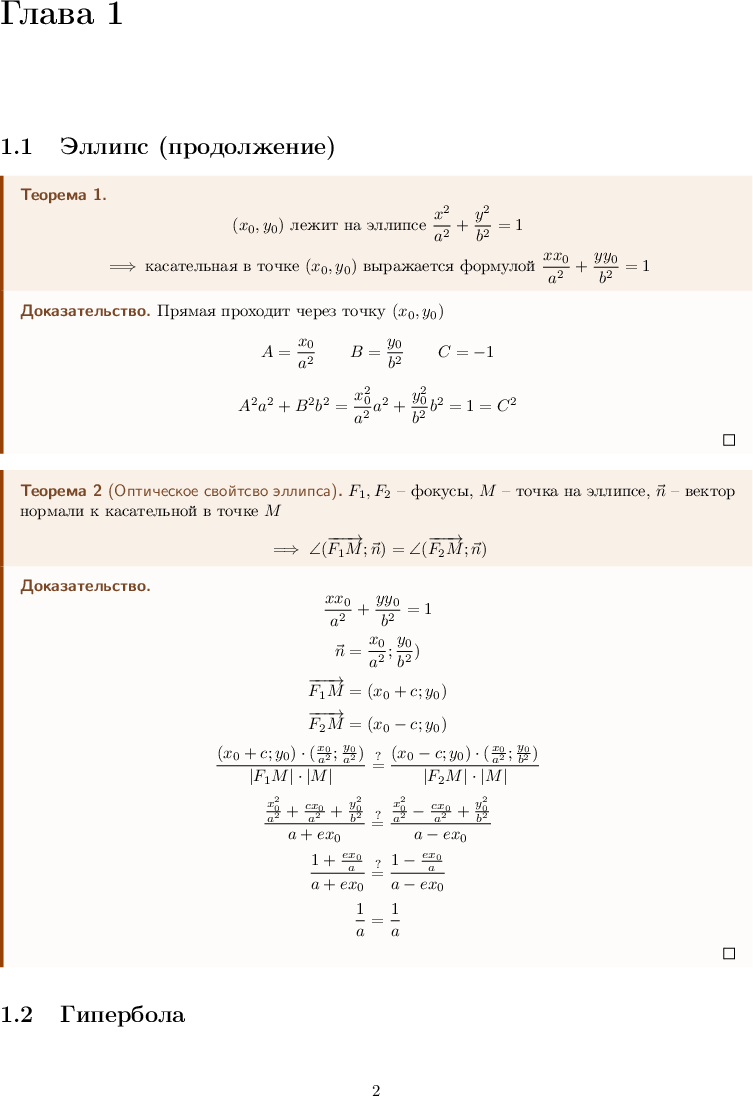 Глава 1
1.1 Эллипс (продолжение)
Теорема 1.
$(x_0, y_0)$ лежит на эллипсе $\frac{x^2}{a^2} + \frac{y^2}{b^2} = 1$
$\implies$ касательная в точке $(x_0, y_0)$ выражается формулой $\frac{xx_0}{a^2} + \frac{yy_0}{b^2} = 1$
Доказательство. Прямая проходит через точку $(x_0, y_0)$
$A = \frac{x_0}{a^2} \quad B = \frac{y_0}{b^2} \quad C = -1$
$A^2a^2 + B^2b^2 = \frac{x_0^2}{a^2}a^2 + \frac{y_0^2}{b^2}b^2 = 1 = C^2$
□
Теорема 2 (Оптическое свойтсво эллипса). $F_1, F_2$ – фокусы, $M$ – точка на эллипсе, $\vec{n}$ – вектор
нормали к касательной в точке $M$
$\implies \angle(\overrightarrow{F_1M}; \vec{n}) = \angle(\overrightarrow{F_2M}; \vec{n})$
Доказательство.
$\frac{xx_0}{a^2} + \frac{yy_0}{b^2} = 1$
$\vec{n} = \frac{x_0}{a^2}; \frac{y_0}{b^2})$
$\overrightarrow{F_1M} = (x_0 + c; y_0)$
$\overrightarrow{F_2M} = (x_0 - c; y_0)$
$\frac{(x_0 + c; y_0) \cdot (\frac{x_0}{a^2}; \frac{y_0}{a^2})}{|F_1M| \cdot |M|} \stackrel{?}{=} \frac{(x_0 - c; y_0) \cdot (\frac{x_0}{a^2}; \frac{y_0}{b^2})}{|F_2M| \cdot |M|}$
$\frac{\frac{x_0^2}{a^2} + \frac{cx_0}{a^2} + \frac{y_0^2}{b^2}}{a + ex_0} \stackrel{?}{=} \frac{\frac{x_0^2}{a^2} - \frac{cx_0}{a^2} + \frac{y_0^2}{b^2}}{a - ex_0}$
$\frac{1 + \frac{ex_0}{a}}{a + ex_0} \stackrel{?}{=} \frac{1 - \frac{ex_0}{a}}{a - ex_0}$
$\frac{1}{a} = \frac{1}{a}$
□
1.2 Гипербола
2